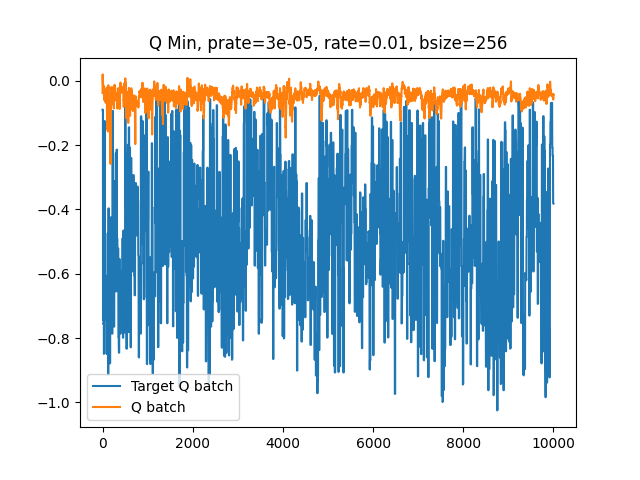 Q Min, prate=3e-05, rate=0.01, bsize=256
0.0
−0.2
−0.4
−0.6
−0.8
−1.0
Target Q batch
Q batch
0 2000 4000 6000 8000 10000